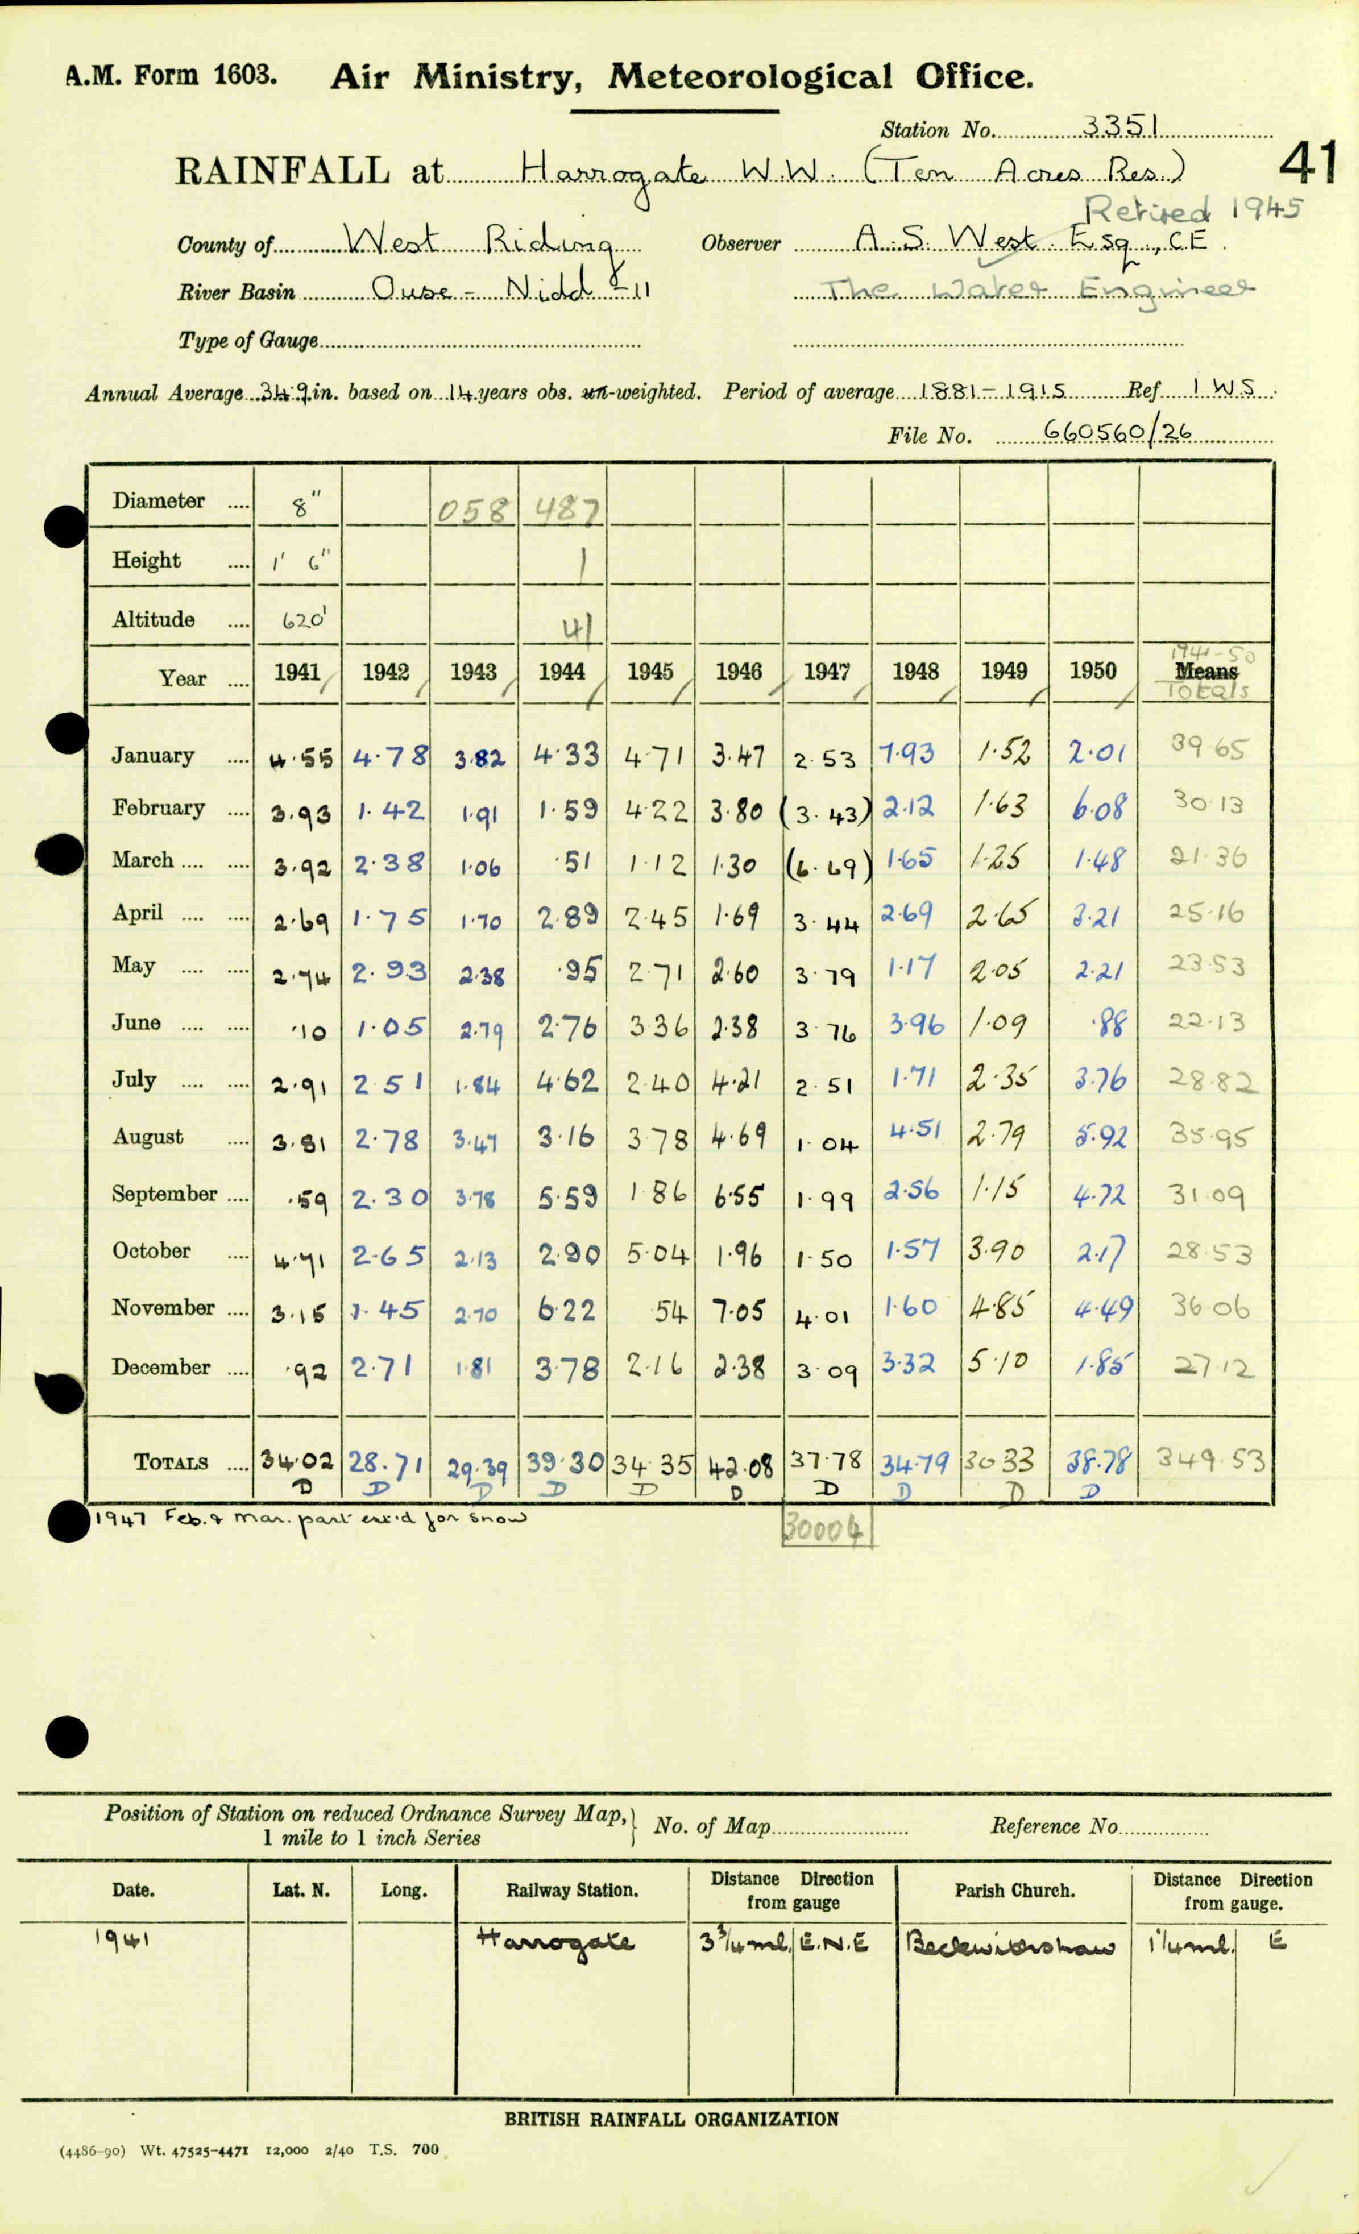 A.M. Form 1603. Air Ministry, Meteorological Office.
Station No. 3351
41
RAINFALL at Harrogate W.W. (Ten Acres Res.)
Retired 1945
County of West Riding Observer A.S. West Esq., C.E.
River Basin Ouse - Nidd - 11 The Water Engineer
Type of Gauge
Annual Average 34.9 in. based on 14 years obs. un-weighted. Period of average 1881-1915 Ref 1 WS
File No. 660560/26
Diameter .... 8" 058 487
Height .... 1' 6" 1
Altitude .... 620' 41
1941-50
Year .... 1941 1942 1943 1944 1945 1946 1947 1948 1949 1950 Means
Totals
January .... 4.55 4.78 3.82 4.33 4.71 3.47 2.53 7.93 1.52 2.01 39.65
February .... 3.93 1.42 1.91 1.59 4.22 3.80 (3.43) 2.12 1.63 6.08 30.13
March .... .... 3.92 2.38 1.06 .51 1.12 1.30 (6.69) 1.65 1.25 1.48 21.36
April .... .... 2.69 1.75 1.70 2.89 2.45 1.69 3.44 2.69 2.65 3.21 25.16
May .... .... 2.74 2.93 2.38 .95 2.71 2.60 3.79 1.17 2.05 2.21 23.53
June .... .... .10 1.05 2.79 2.76 3.36 2.38 3.76 3.96 1.09 .88 22.13
July .... .... 2.91 2.51 1.84 4.62 2.40 4.21 2.51 1.71 2.35 3.76 28.82
August .... 3.81 2.78 3.47 3.16 3.78 4.69 1.04 4.51 2.79 5.92 35.95
September .... .59 2.30 3.78 5.59 1.86 6.55 1.99 2.56 1.15 4.72 31.09
October .... 4.71 2.65 2.13 2.90 5.04 1.96 1.50 1.57 3.90 2.17 28.53
November .... 3.15 1.45 2.70 6.22 54 7.05 4.01 1.60 4.85 4.49 36.06
December .... .92 2.71 1.81 3.78 2.16 2.38 3.09 3.32 5.10 1.85 27.12
TOTALS .... 34.02 28.71 29.39 39.30 34.35 42.08 37.78 34.79 30.33 38.78 349.53
D D D D D D D D D D
1947 Feb. & Mar. part est'd for snow 30004
Position of Station on reduced Ordnance Survey Map, } No. of Map Reference No.
1 mile to 1 inch Series
Date. Lat. N. Long. Railway Station. Distance from gauge Direction Parish Church. Distance from gauge. Direction
1941 Harrogate 3¾ ml. E.N.E Beckwithshaw 1¼ ml. E
BRITISH RAINFALL ORGANIZATION
(4486-90) Wt. 47525-4471 12,000 2/40 T.S. 700